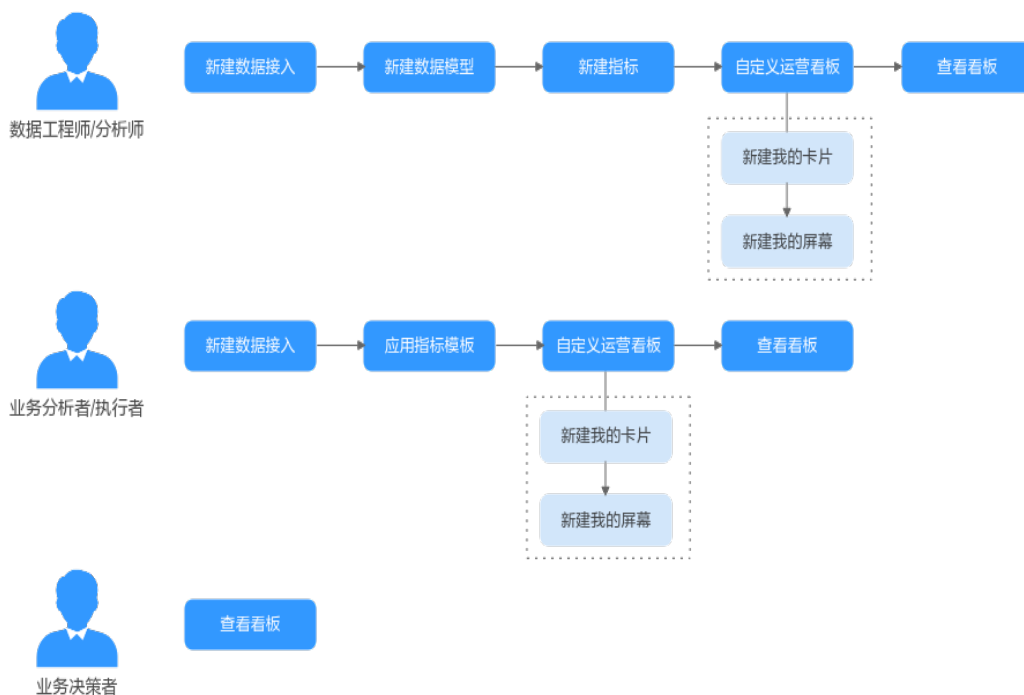 新建数据接入
新建数据模型
新建指标
自定义运营看板
查看看板
数据工程师/分析师
新建我的卡片
新建我的屏幕
新建数据接入
应用指标模板
自定义运营看板
查看看板
业务分析者/执行者
新建我的卡片
新建我的屏幕
查看看板
业务决策者